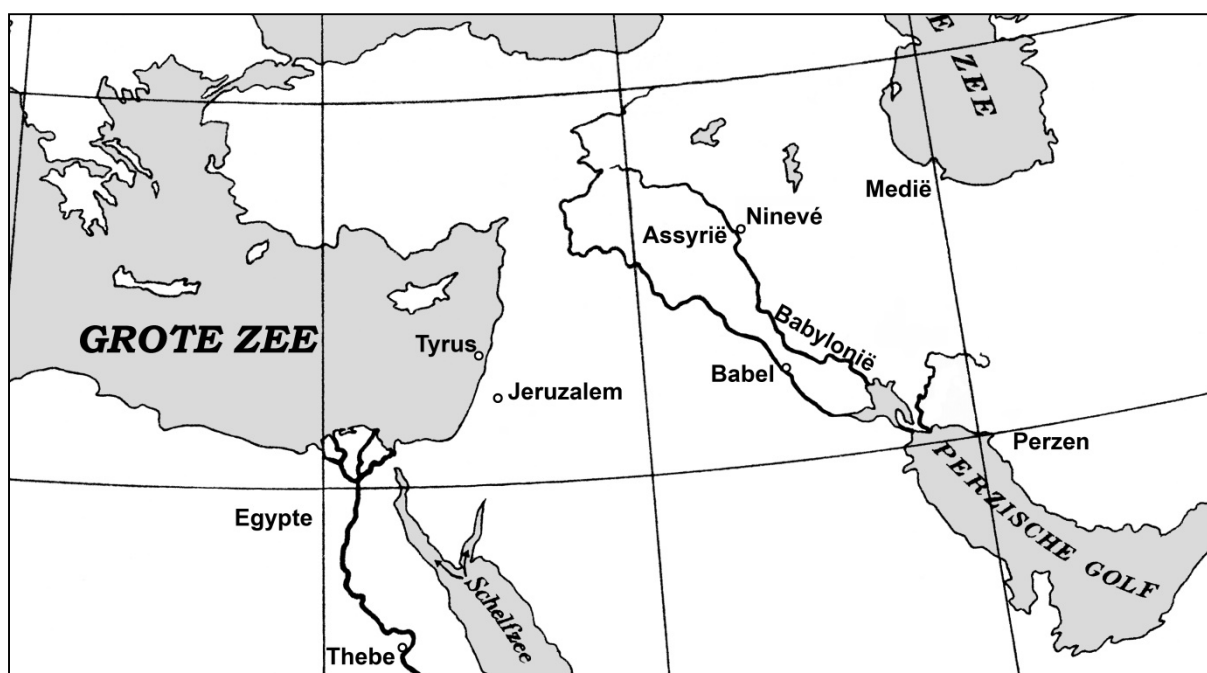 E ZEE
Medië
Ninevé
Assyrië
GROTE ZEE
Babylonië
Tyrus
Babel
Jeruzalem
Perzen
PERZISCHE GOLF
Egypte
Schelfzee
Thebe